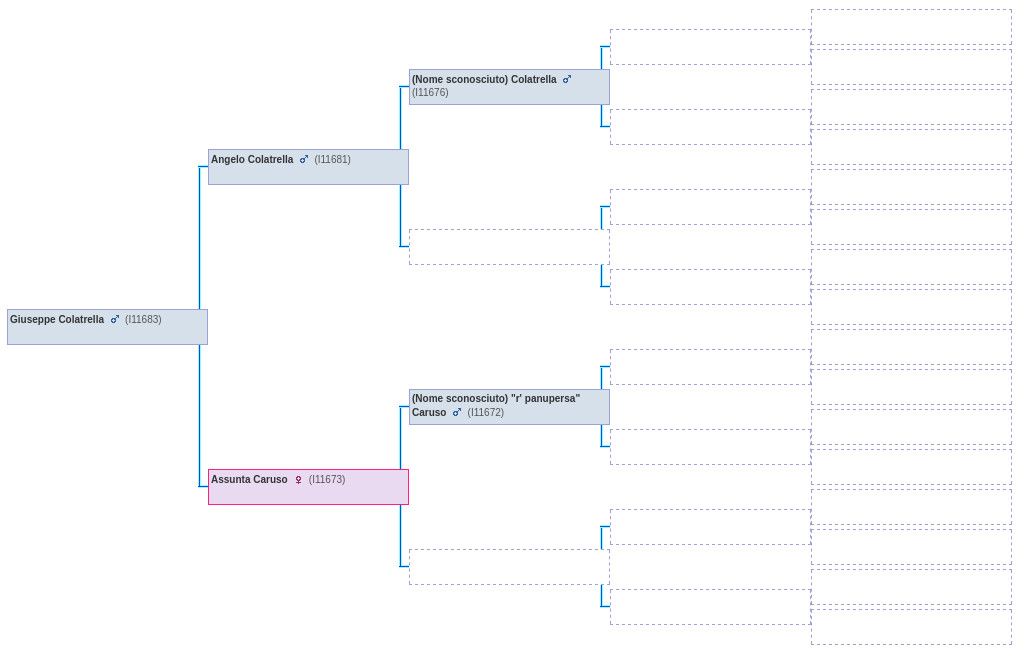 (Nome sconosciuto) Colatrella ♂
(I11676)
Angelo Colatrella ♂ (I11681)
Giuseppe Colatrella ♂ (I11683)
(Nome sconosciuto) "r' panupersa"
Caruso ♂ (I11672)
Assunta Caruso ♀ (I11673)